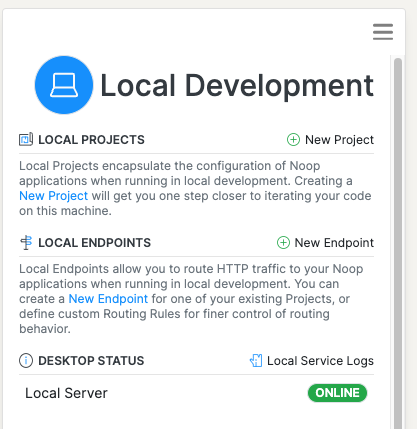 Local Development
LOCAL PROJECTS
New Project
Local Projects encapsulate the configuration of Noop
applications when running in local development. Creating a
New Project will get you one step closer to iterating your code
on this machine.
LOCAL ENDPOINTS
New Endpoint
Local Endpoints allow you to route HTTP traffic to your Noop
applications when running in local development. You can
create a New Endpoint for one of your existing Projects, or
define custom Routing Rules for finer control of routing
behavior.
DESKTOP STATUS
Local Service Logs
Local Server
ONLINE